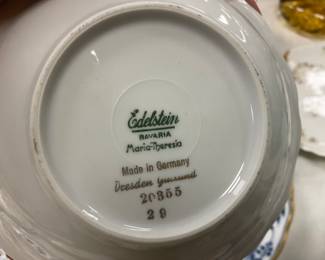 Edelstein
BAVARIA
Maria-Theresia
Made in Germany
Dresden
20355
29